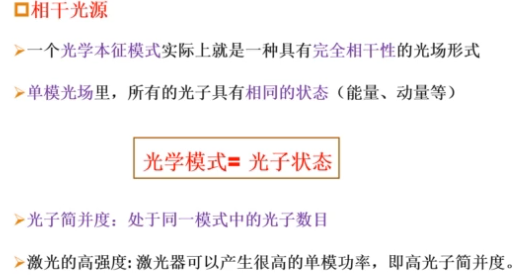 相干光源
一个光学本征模式实际上就是一种具有完全相干性的光场形式
单模光场里，所有的光子具有相同的状态（能量、动量等）
光学模式= 光子状态
光子简并度：处于同一模式中的光子数目
激光的高强度: 激光器可以产生很高的单模功率，即高光子简并度。